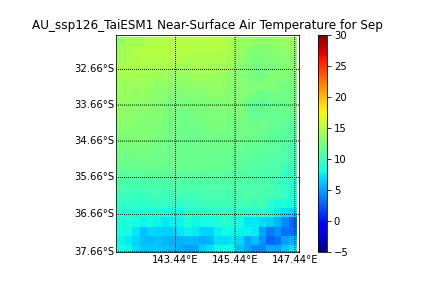 AU_ssp126_TaiESM1 Near-Surface Air Temperature for Sep
32.66°S
33.66°S
34.66°S
35.66°S
36.66°S
37.66°S
143.44°E 145.44°E 147.44°E
30
25
20
15
10
5
0
−5